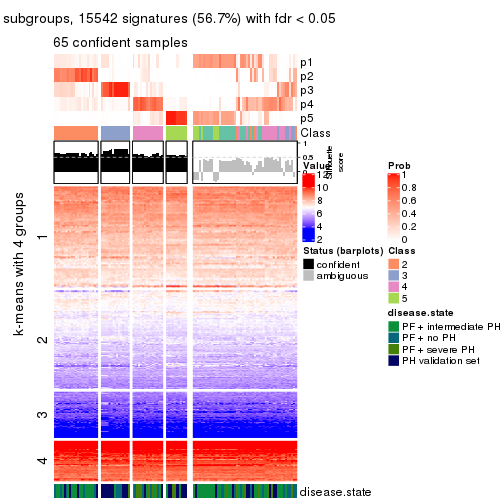 subgroups, 15542 signatures (56.7%) with fdr < 0.05
65 confident samples
p1
p2
p3
p4
p5
Class
1
0.5
0
Silhouette
score
k-means with 4 groups
1
2
3
4
disease.state
Value
12
10
8
6
4
2
Prob
1
0.8
0.6
0.4
0.2
0
Status (barplots)
confident
ambiguous
Class
2
3
4
5
disease.state
PF + intermediate PH
PF + no PH
PF + severe PH
PH validation set